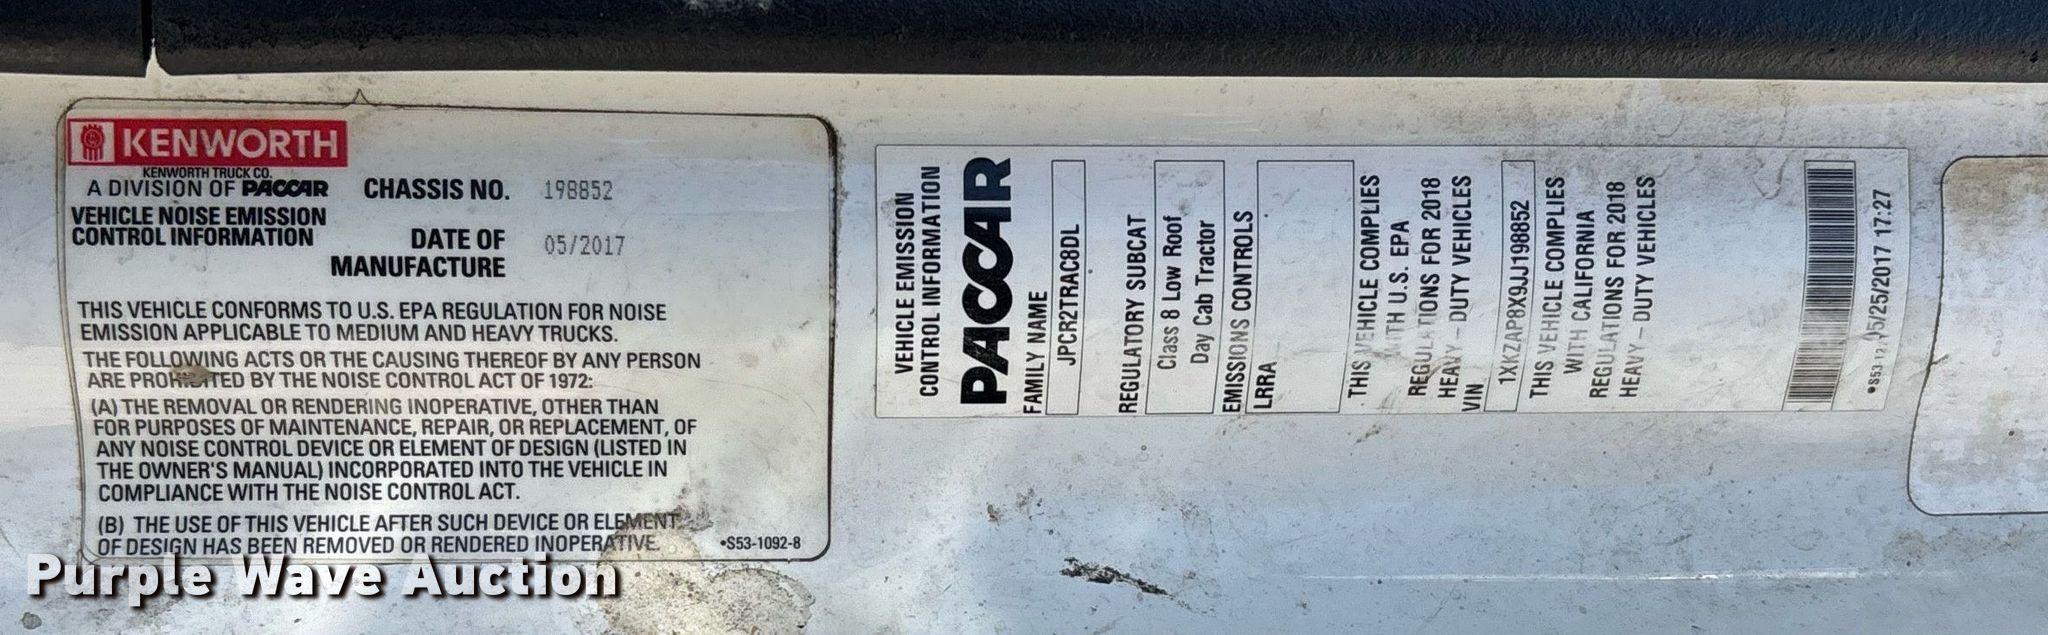 KENWORTH
KENWORTH TRUCK CO.
A DIVISION OF PACCAR
VEHICLE NOISE EMISSION
CONTROL INFORMATION
CHASSIS NO. 198852
DATE OF
MANUFACTURE
05/2017
THIS VEHICLE CONFORMS TO U.S. EPA REGULATION FOR NOISE
EMISSION APPLICABLE TO MEDIUM AND HEAVY TRUCKS.
THE FOLLOWING ACTS OR THE CAUSING THEREOF BY ANY PERSON
ARE PROHIBITED BY THE NOISE CONTROL ACT OF 1972:
(A) THE REMOVAL OR RENDERING INOPERATIVE, OTHER THAN
FOR PURPOSES OF MAINTENANCE, REPAIR, OR REPLACEMENT, OF
ANY NOISE CONTROL DEVICE OR ELEMENT OF DESIGN (LISTED IN
THE OWNER'S MANUAL) INCORPORATED INTO THE VEHICLE IN
COMPLIANCE WITH THE NOISE CONTROL ACT.
(B) THE USE OF THIS VEHICLE AFTER SUCH DEVICE OR ELEMENT
OF DESIGN HAS BEEN REMOVED OR RENDERED INOPERATIVE.
•S53-1092-8
VEHICLE EMISSION
CONTROL INFORMATION
PACCAR
FAMILY NAME
JPCR2TRAC8DL
REGULATORY SUBCAT
Class 8 Low Roof
Day Cab Tractor
EMISSIONS CONTROLS
LRRA
THIS VEHICLE COMPLIES
WITH U.S. EPA
REGULATIONS FOR 2018
HEAVY - DUTY VEHICLES
VIN
1XKZAP8X9JJ198852
THIS VEHICLE COMPLIES
WITH CALIFORNIA
REGULATIONS FOR 2018
HEAVY - DUTY VEHICLES
05/25/2017 17:27
Purple Wave Auction